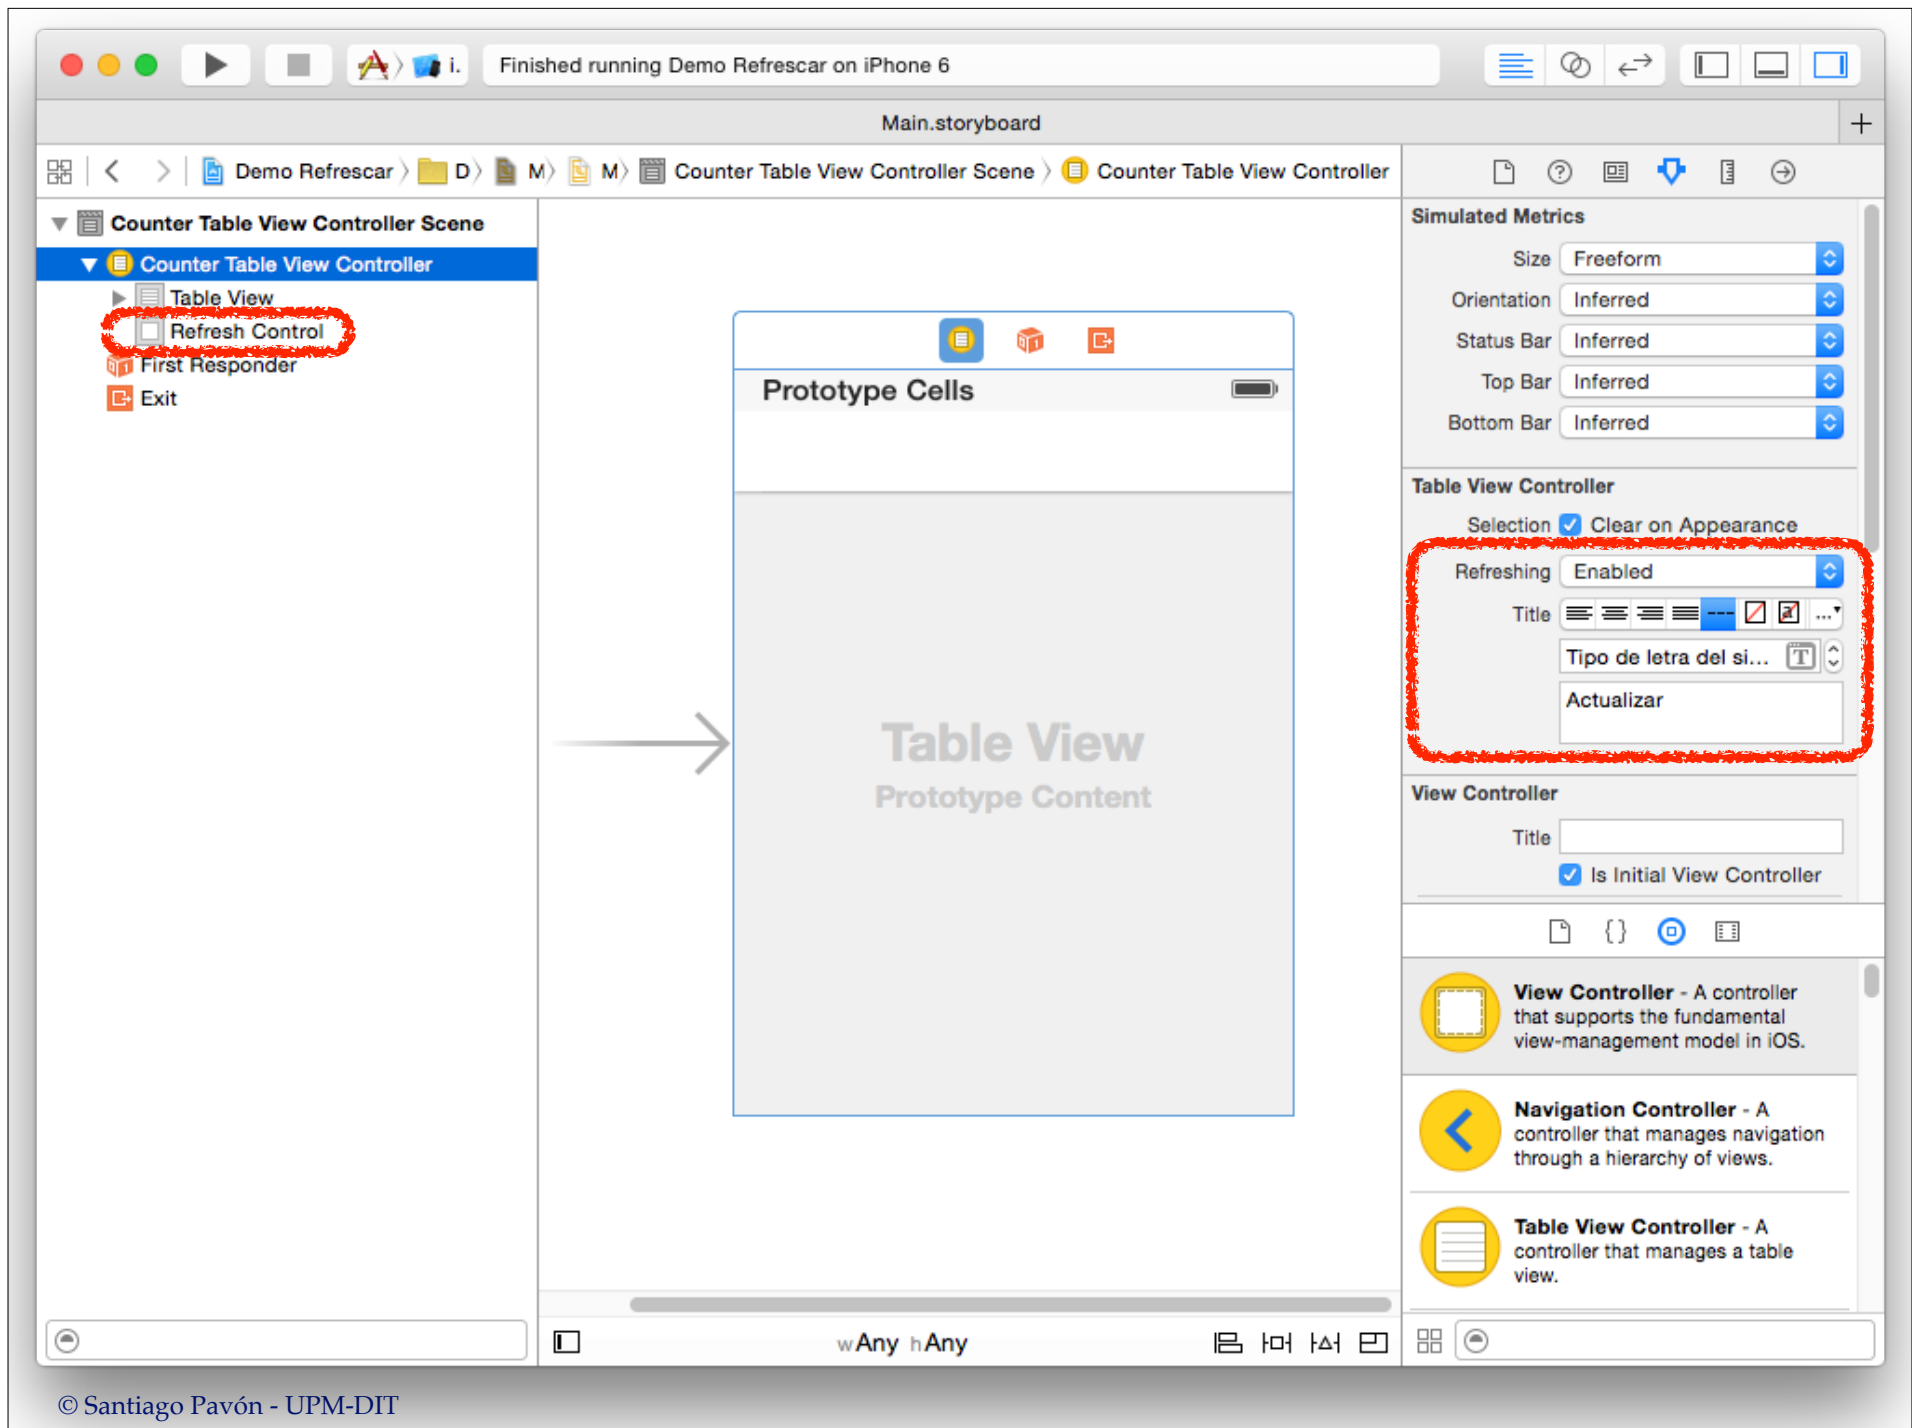 i. Finished running Demo Refrescar on iPhone 6
Main.storyboard
Demo Refrescar D M M Counter Table View Controller Scene Counter Table View Controller
Counter Table View Controller Scene
Counter Table View Controller
Table View
Refresh Control
First Responder
Exit
Prototype Cells
Table View
Prototype Content
wAny hAny
Simulated Metrics
Size Freeform
Orientation Inferred
Status Bar Inferred
Top Bar Inferred
Bottom Bar Inferred
Table View Controller
Selection Clear on Appearance
Refreshing Enabled
Title --- a ...
Tipo de letra del si... T
Actualizar
View Controller
Title
Is Initial View Controller
{}
View Controller - A controller
that supports the fundamental
view-management model in iOS.
Navigation Controller - A
controller that manages navigation
through a hierarchy of views.
Table View Controller - A
controller that manages a table
view.
© Santiago Pavón - UPM-DIT